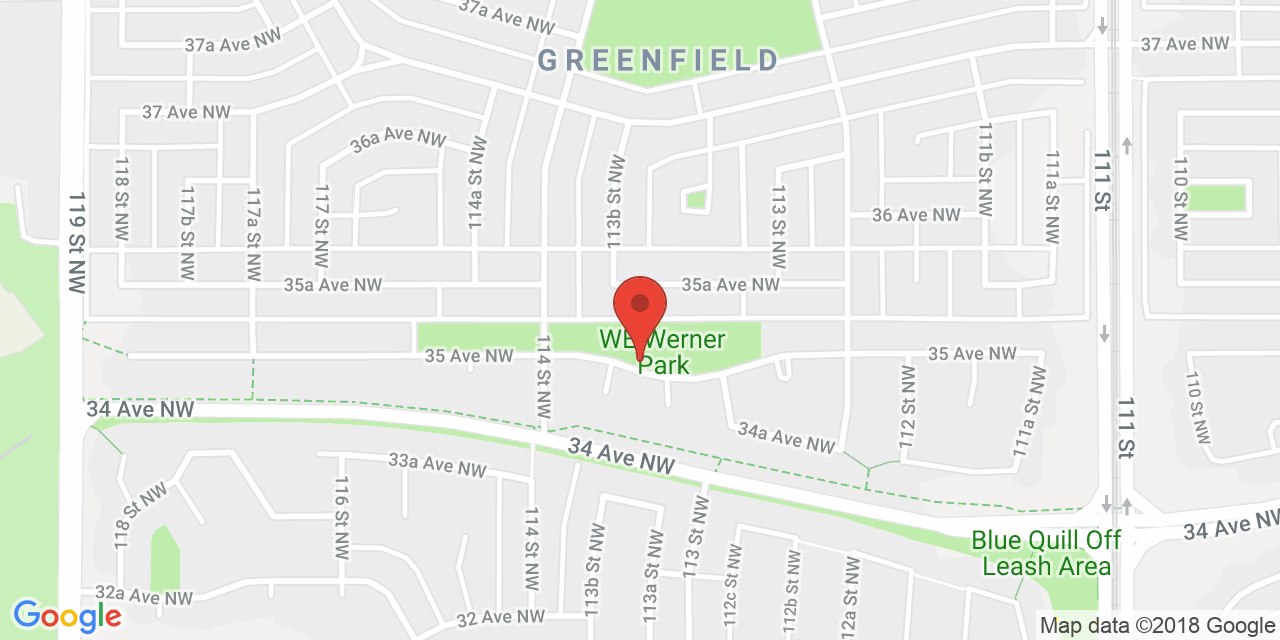 37a Ave NW
37a Ave NW
GREENFIELD
37 Ave NW
37 Ave NW
36a Ave NW
114a St NW
113b St NW
111b St NW
111a St NW
111 St
110 St NW
118 St NW
117b St NW
117a St NW
117 St NW
113 St NW
36 Ave NW
119 St NW
35a Ave NW
35a Ave NW
WE Werner
Park
35 Ave NW
114 St NW
35 Ave NW
112 St NW
111a St NW
110 St NW
111 St
34 Ave NW
34a Ave NW
34 Ave NW
33a Ave NW
118 St NW
116 St NW
114 St NW
113b St NW
113a St NW
113 St NW
112c St NW
112b St NW
12a St NW
34 Ave NW
Blue Quill Off
Leash Area
32a Ave NW
32 Ave NW
Google
Map data ©2018 Google